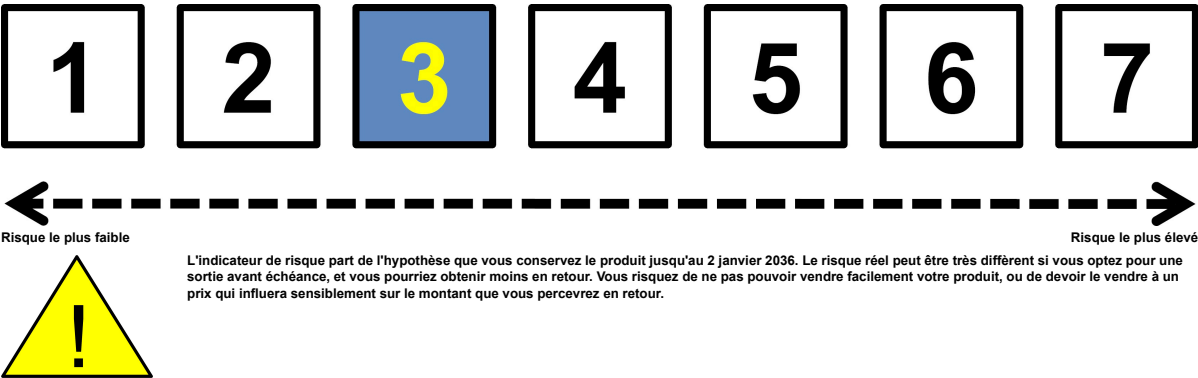 1 2 3 4 5 6 7
Risque le plus faible Risque le plus élevé
L'indicateur de risque part de l'hypothèse que vous conservez le produit jusqu'au 2 janvier 2036. Le risque réel peut être très diffèrent si vous optez pour une
sortie avant échéance, et vous pourriez obtenir moins en retour. Vous risquez de ne pas pouvoir vendre facilement votre produit, ou de devoir le vendre à un
prix qui influera sensiblement sur le montant que vous percevrez en retour.
!